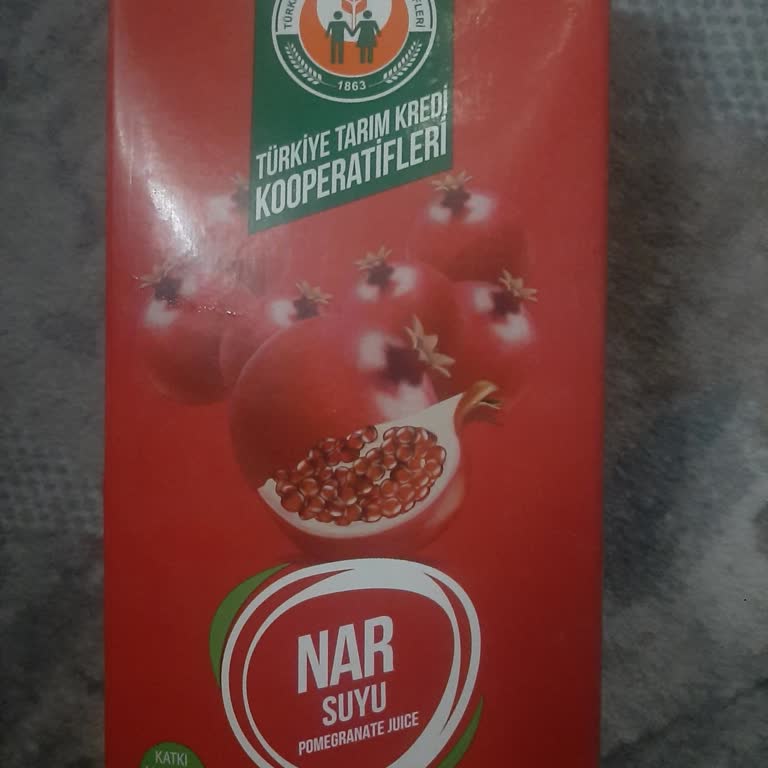 1863
TÜRKİYE TARIM KREDİ
KOOPERATİFLERİ
NAR
SUYU
POMEGRANATE JUICE
KATKI